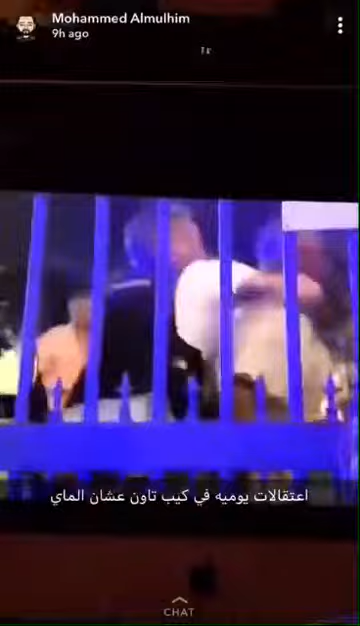 Mohammed Almulhim
9h ago
اعتقالات يوميه في كيب تاون عشان الماي
CHAT